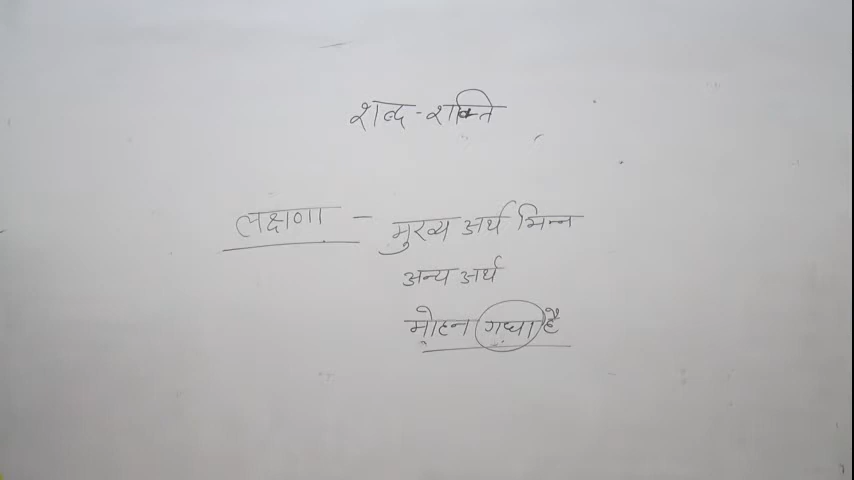 शब्द - शक्ति
लक्षणा - मुख्य अर्थ भिन्न
अन्य अर्थ
मोहन गधा है